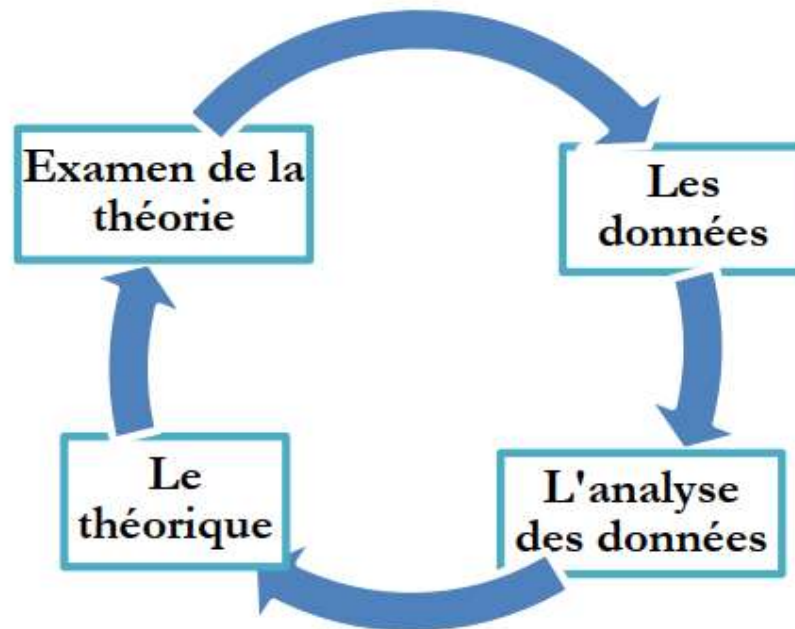 Examen de la
théorie
Les
données
L'analyse
des données
Le
théorique